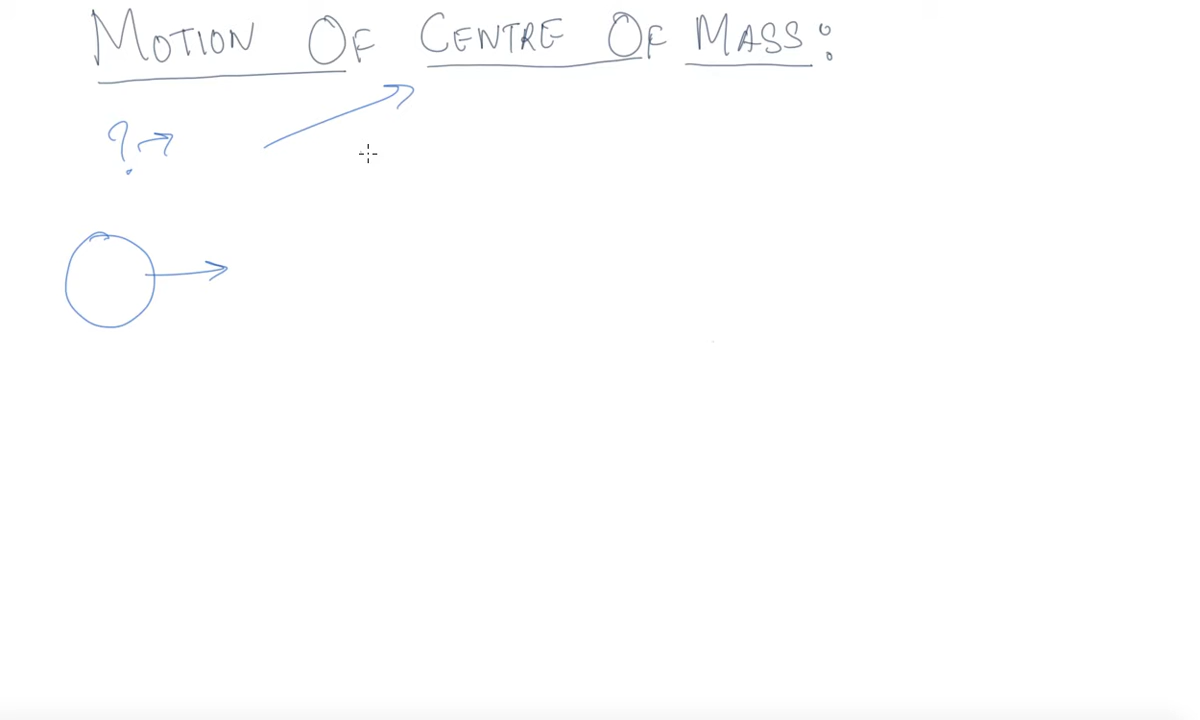 MOTION OF CENTRE OF MASS:
? →